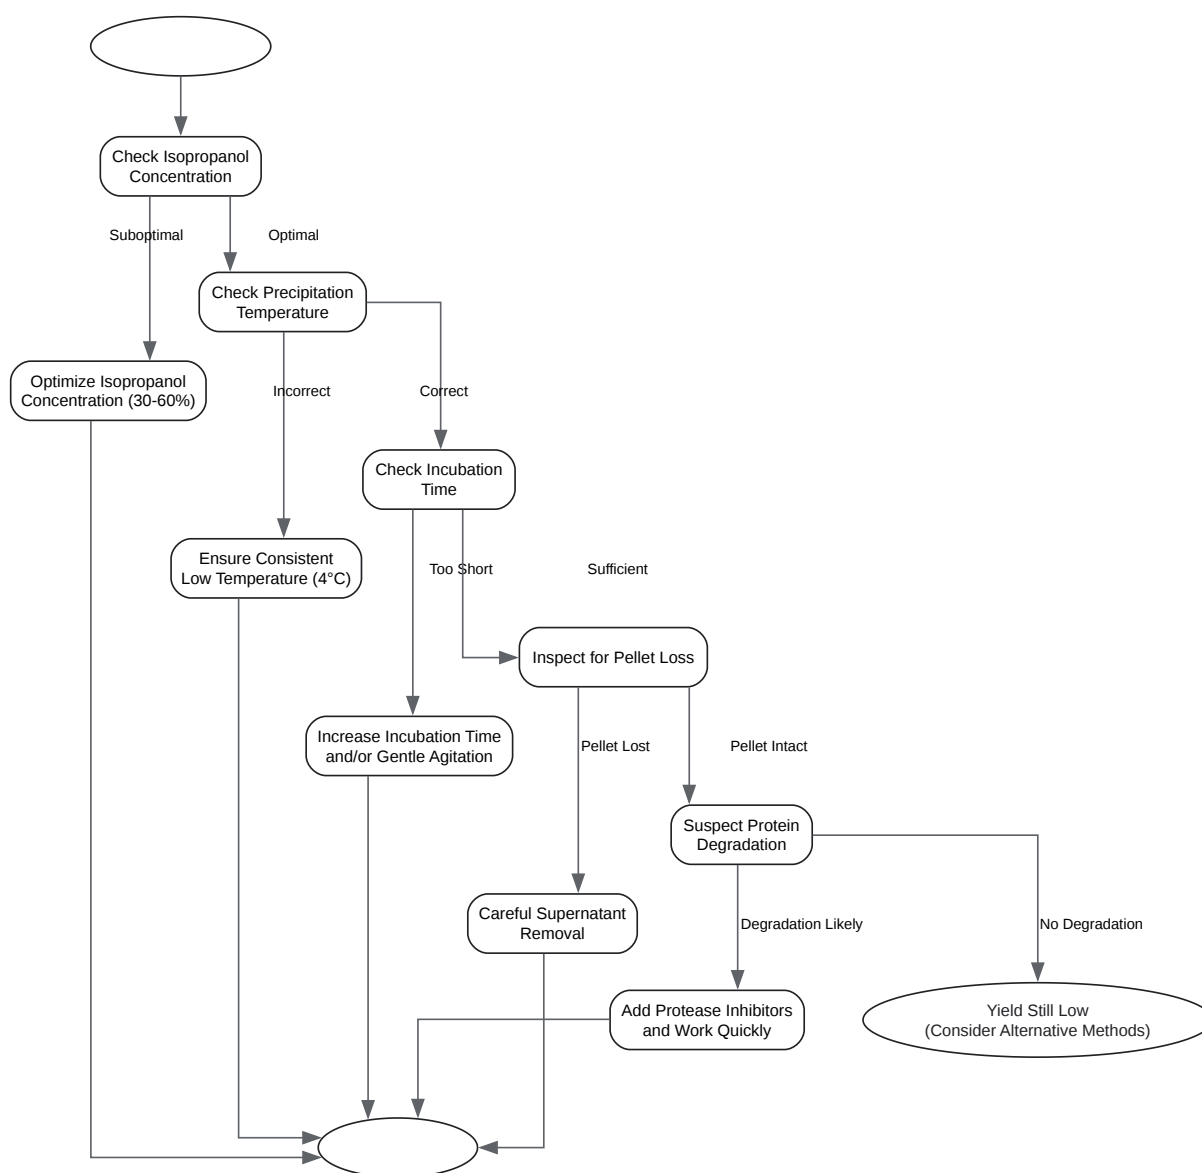 Check Isopropanol
Concentration
Suboptimal
Optimal
Check Precipitation
Temperature
Optimize Isopropanol
Concentration (30-60%)
Incorrect
Correct
Check Incubation
Time
Ensure Consistent
Low Temperature (4°C)
Too Short
Sufficient
Inspect for Pellet Loss
Increase Incubation Time
and/or Gentle Agitation
Pellet Lost
Pellet Intact
Suspect Protein
Degradation
Careful Supernatant
Removal
Degradation Likely
No Degradation
Add Protease Inhibitors
and Work Quickly
Yield Still Low
(Consider Alternative Methods)